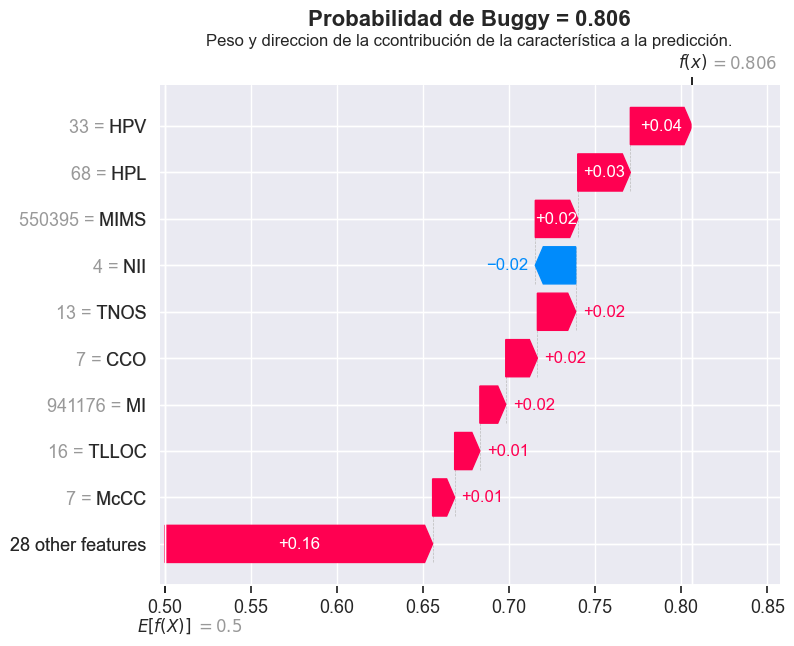 Probabilidad de Buggy = 0.806
Peso y direccion de la ccontribución de la característica a la predicción.
f(x) = 0.806
33 = HPV +0.04
68 = HPL +0.03
550395 = MIMS +0.02
4 = NII −0.02
13 = TNOS +0.02
7 = CCO +0.02
941176 = MI +0.02
16 = TLLOC +0.01
7 = McCC +0.01
28 other features +0.16
0.50 0.55 0.60 0.65 0.70 0.75 0.80 0.85
E[f(X)] = 0.5